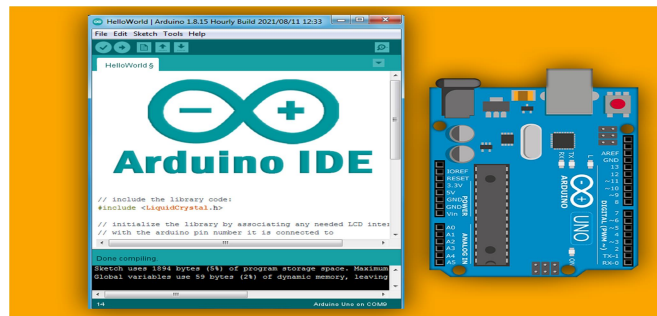 HelloWorld | Arduino 1.8.15 Hourly Build 2021/08/11 12:33
File Edit Sketch Tools Help
HelloWorld §
Arduino IDE
// include the library code:
#include <LiquidCrystal.h>
// initialize the library by associating any needed LCD inter
// with the arduino pin number it is connected to
Done compiling.
Sketch uses 1894 bytes (5%) of program storage space. Maximum
Global variables use 59 bytes (2%) of dynamic memory, leaving
14
Arduino Uno on COM9
IOREF
RESET
3.3V
5V
GND
GND
Vin
POWER
A0
A1
A2
A3
A4
A5
ANALOG IN
RX
TX
L
ARDUINO
UNO
ON
AREF
GND
13
12
~11
~10
~9
8
7
~6
~5
4
~3
2
TX-1
RX-0
DIGITAL (PWM ~)